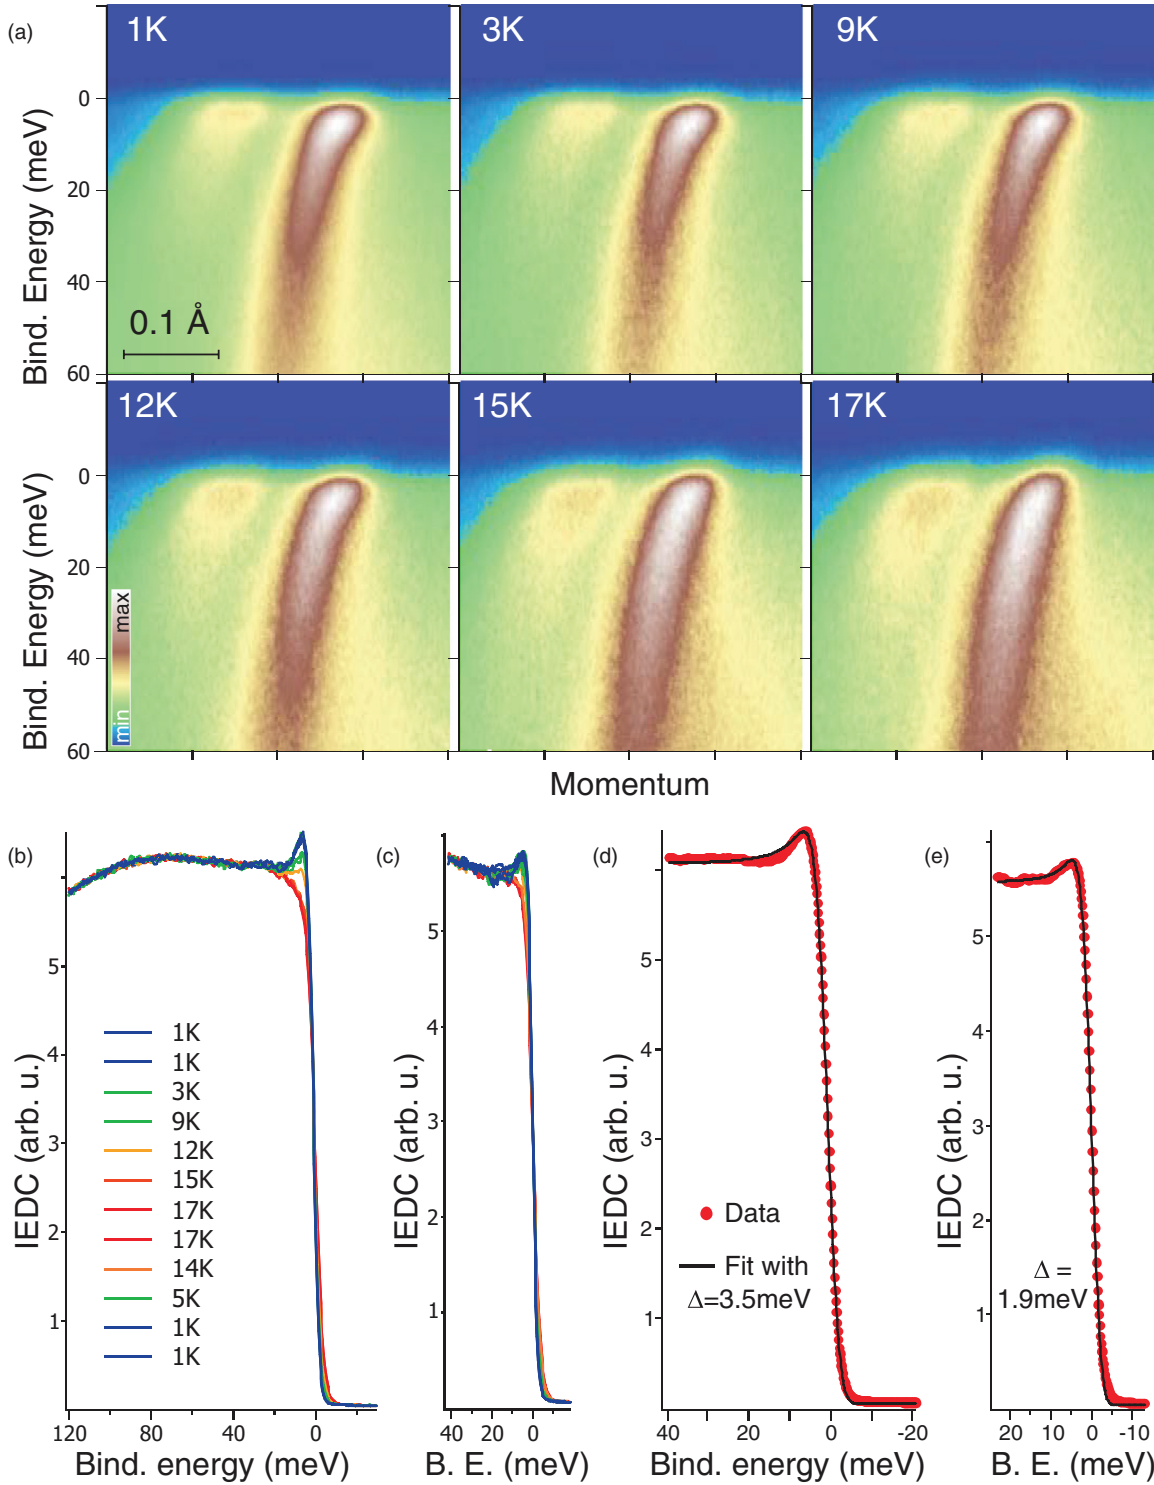 (a)
1K
3K
9K
Bind. Energy (meV)
0
20
40
60
0.1 Å
12K
15K
17K
Bind. Energy (meV)
0
20
40
60
max
min
Momentum
(b)
IEDC (arb. u.)
5
4
3
2
1
1K
1K
3K
9K
12K
15K
17K
17K
14K
5K
1K
1K
120
80
40
0
Bind. energy (meV)
(c)
IEDC (arb. u.)
5
4
3
2
1
40
20
0
B. E. (meV)
(d)
IEDC (arb. u.)
5
4
3
2
1
Data
Fit with
Δ=3.5meV
40
20
0
-20
Bind. energy (meV)
(e)
IEDC (arb. u.)
5
4
3
2
1
Δ =
1.9meV
20
10
0
-10
B. E. (meV)